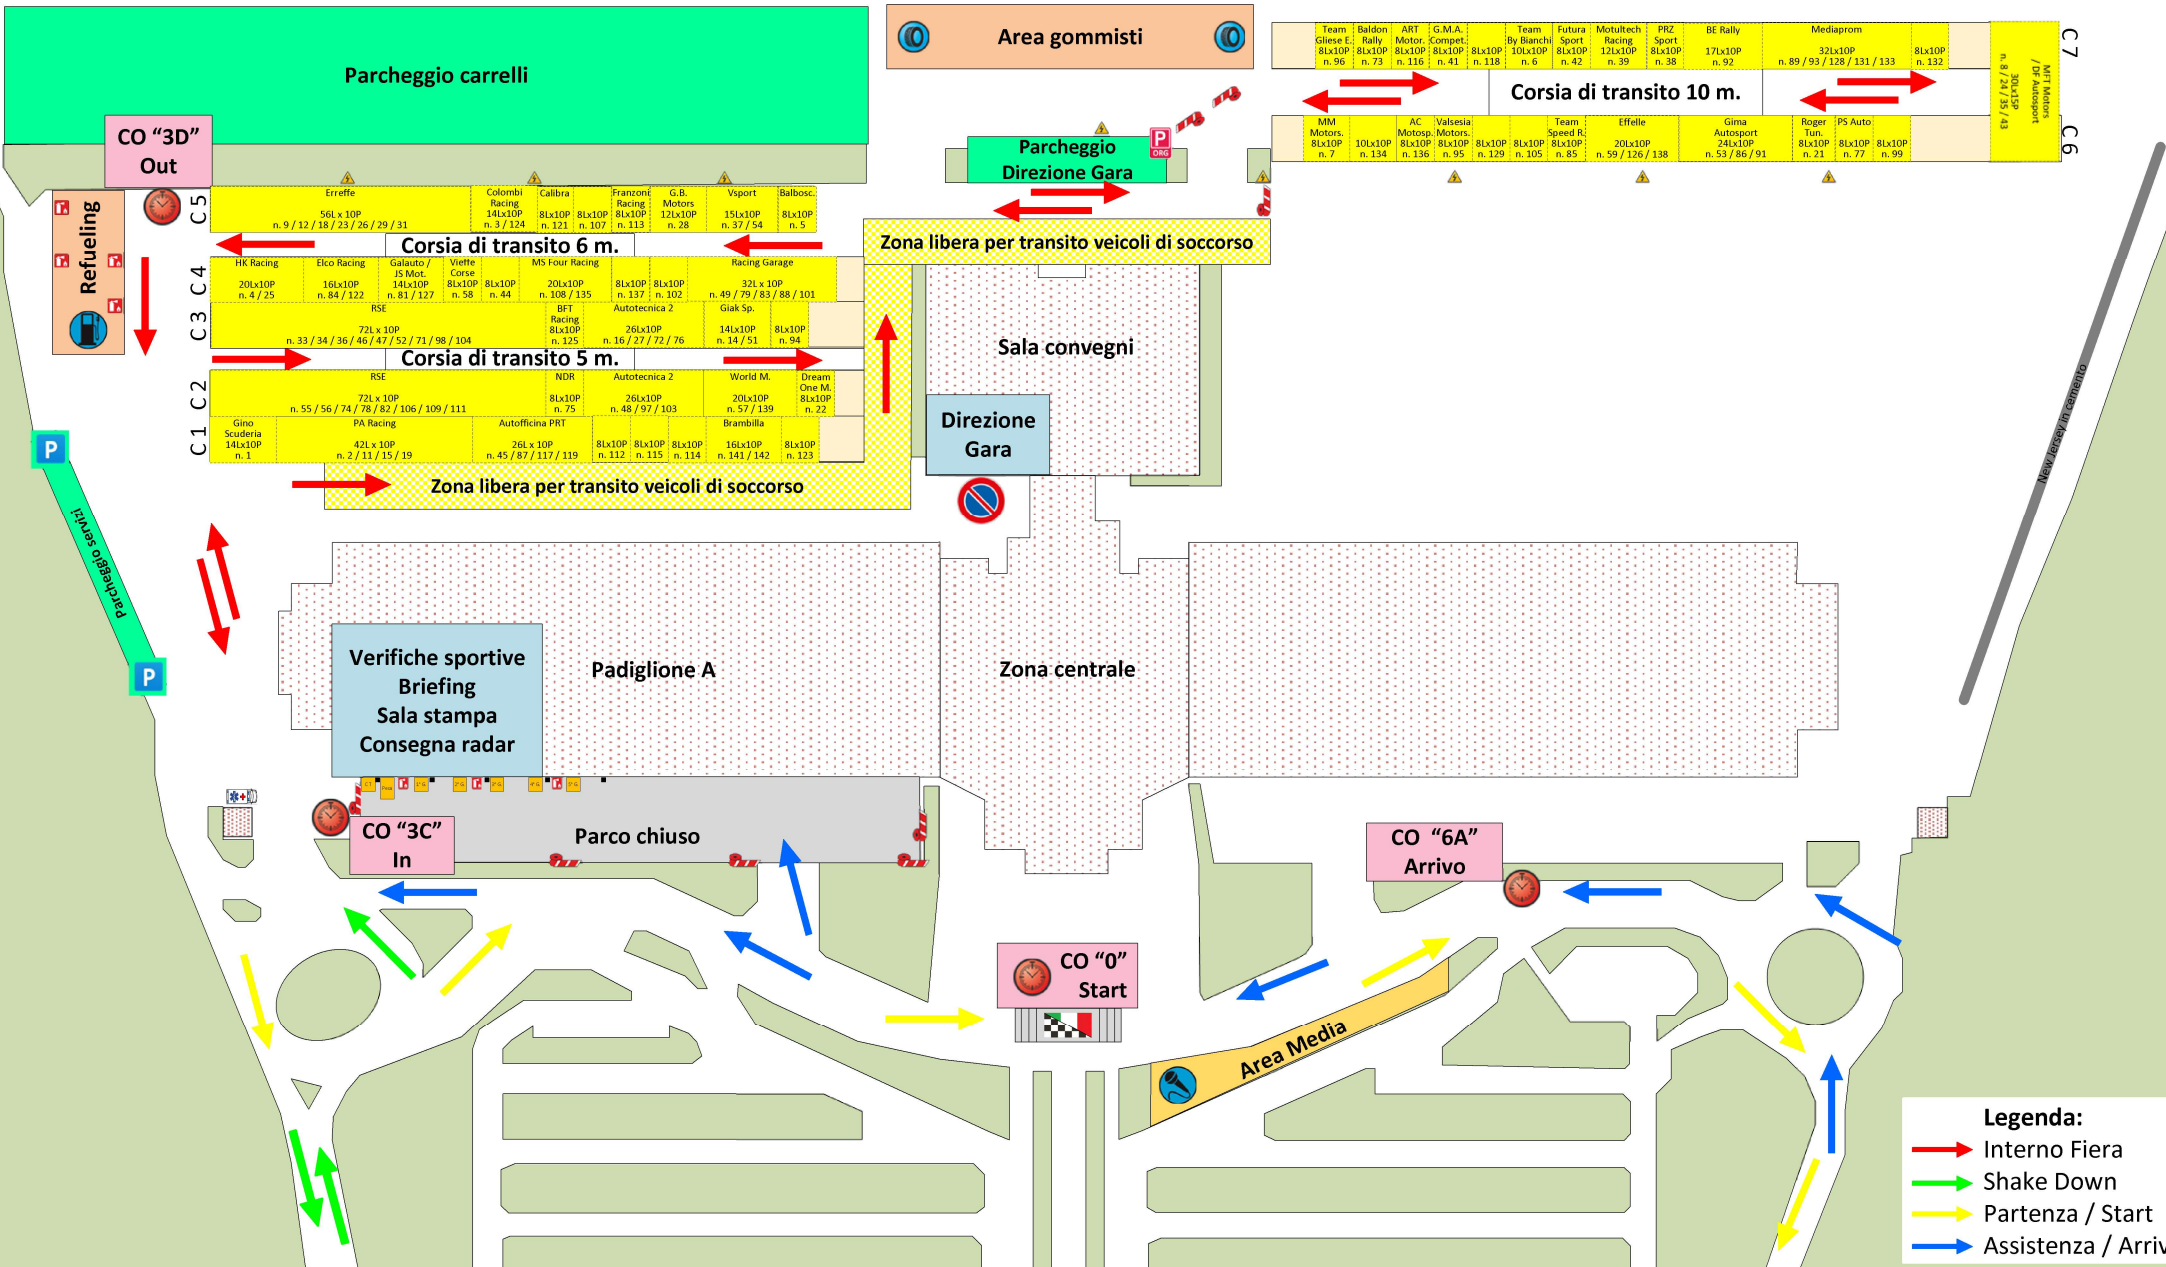 Parcheggio carrelli
Area gommisti
CO “3D”
Out
Refueling
Parcheggio
Direzione Gara
P
ORG
C 7
Team
Gliese E.
8Lx10P
n. 96
Baldon
Rally
8Lx10P
n. 73
ART
Motor.
8Lx10P
n. 116
G.M.A.
Compet.
8Lx10P
n. 41
8Lx10P
n. 118
Team
By Bianchi
10Lx10P
n. 6
Futura
Sport
8Lx10P
n. 42
Motultech
Racing
12Lx10P
n. 39
PRZ
Sport
8Lx10P
n. 38
BE Rally
17Lx10P
n. 92
Mediaprom
32Lx10P
n. 89 / 93 / 128 / 131 / 133
8Lx10P
n. 132
MFT Motors
/ DF Autosport
30Lx15P
n. 8 / 24 / 35 / 43
Corsia di transito 10 m.
C 6
MM
Motors.
8Lx10P
n. 7
10Lx10P
n. 134
AC
Motosp.
8Lx10P
n. 136
Valsesia
Motors.
8Lx10P
n. 95
8Lx10P
n. 129
8Lx10P
n. 105
Team
Speed R.
8Lx10P
n. 85
Effelle
20Lx10P
n. 59 / 126 / 138
Gima
Autosport
24Lx10P
n. 53 / 86 / 91
Roger
Tun.
8Lx10P
n. 21
PS Auto
8Lx10P
n. 77
8Lx10P
n. 99
C 5
Erreffe
56L x 10P
n. 9 / 12 / 18 / 23 / 26 / 29 / 31
Colombi
Racing
14Lx10P
n. 3 / 124
Calibra
8Lx10P
n. 121
8Lx10P
n. 107
Franzoni
Racing
8Lx10P
n. 113
G.B.
Motors
12Lx10P
n. 28
Vsport
15Lx10P
n. 37 / 54
Balbosc.
8Lx10P
n. 5
Corsia di transito 6 m.
Zona libera per transito veicoli di soccorso
C 4
HK Racing
20Lx10P
n. 4 / 25
Elco Racing
16Lx10P
n. 84 / 122
Galauto /
JS Mot.
14Lx10P
n. 81 / 127
Vieffe
Corse
8Lx10P
n. 58
8Lx10P
n. 44
MS Four Racing
20Lx10P
n. 108 / 135
8Lx10P
n. 137
8Lx10P
n. 102
Racing Garage
32L x 10P
n. 49 / 79 / 83 / 88 / 101
C 3
RSE
72L x 10P
n. 33 / 34 / 36 / 46 / 47 / 52 / 71 / 98 / 104
BFT
Racing
8Lx10P
n. 125
Autotecnica 2
26Lx10P
n. 16 / 27 / 72 / 76
Giak Sp.
14Lx10P
n. 14 / 51
8Lx10P
n. 94
Corsia di transito 5 m.
C 2
RSE
72L x 10P
n. 55 / 56 / 74 / 78 / 82 / 106 / 109 / 111
NDR
8Lx10P
n. 75
Autotecnica 2
26Lx10P
n. 48 / 97 / 103
World M.
20Lx10P
n. 57 / 139
Dream
One M.
8Lx10P
n. 22
C 1
Gino
Scuderia
14Lx10P
n. 1
PA Racing
42L x 10P
n. 2 / 11 / 15 / 19
Autofficina PRT
26L x 10P
n. 45 / 87 / 117 / 119
8Lx10P
n. 112
8Lx10P
n. 115
8Lx10P
n. 114
Brambilla
16Lx10P
n. 141 / 142
8Lx10P
n. 123
Zona libera per transito veicoli di soccorso
Sala convegni
Direzione
Gara
New Jersey in cemento
P
Parcheggio servizi
P
Verifiche sportive
Briefing
Sala stampa
Consegna radar
Padiglione A
Zona centrale
CO “3C”
In
Parco chiuso
CO “6A”
Arrivo
CO “0”
Start
Area Media
Legenda:
Interno Fiera
Shake Down
Partenza / Start
Assistenza / Arriv